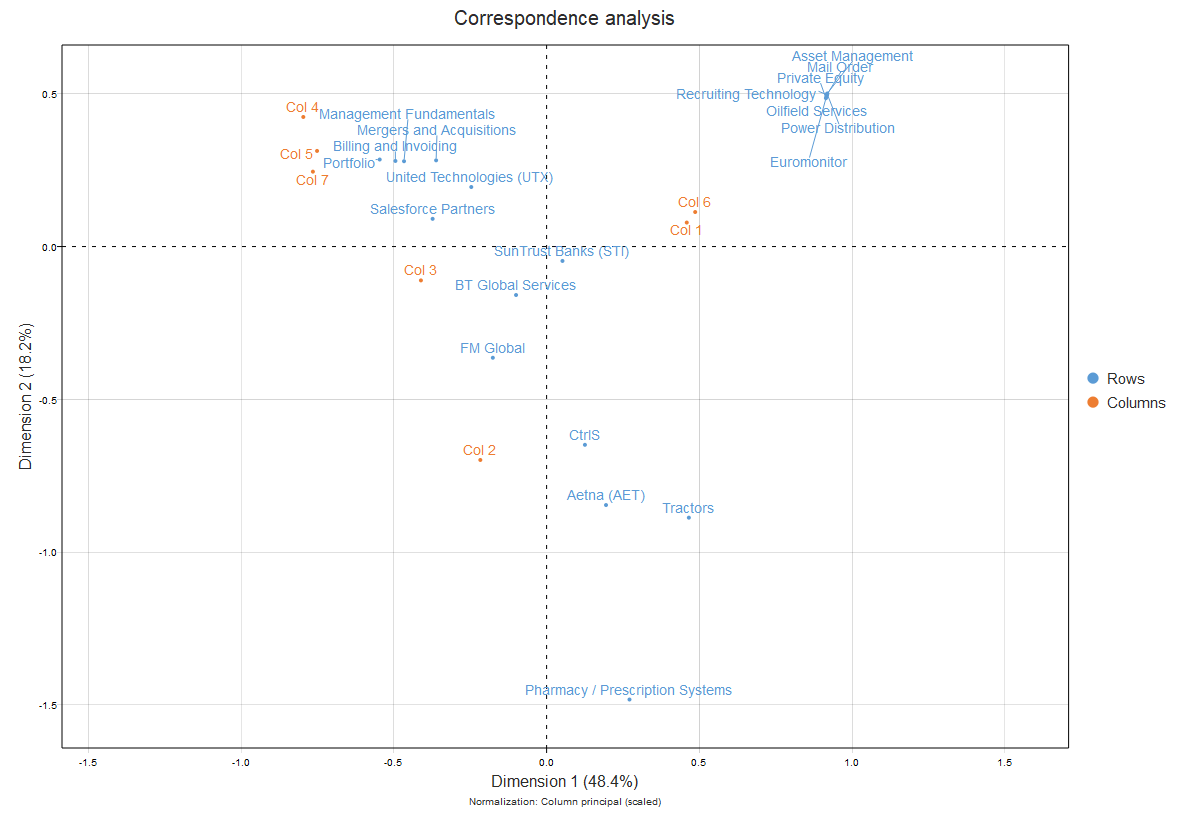 Correspondence analysis
Asset Management
Mail Order
Private Equity
0.5
Recruiting Technology
Col 4
Management Fundamentals
Oilfield Services
Mergers and Acquisitions
Power Distribution
Billing and Invoicing
Col 5
Portfolio
Euromonitor
Col 7
United Technologies (UTX)
Col 6
Salesforce Partners
Col 1
0.0
SunTrust Banks (STI)
Col 3
BT Global Services
FM Global
Dimension 2 (18.2%)
Rows
-0.5
Columns
CtrlS
Col 2
Aetna (AET)
Tractors
-1.0
Pharmacy / Prescription Systems
-1.5
-1.5
-1.0
-0.5
0.0
0.5
1.0
1.5
Dimension 1 (48.4%)
Normalization: Column principal (scaled)